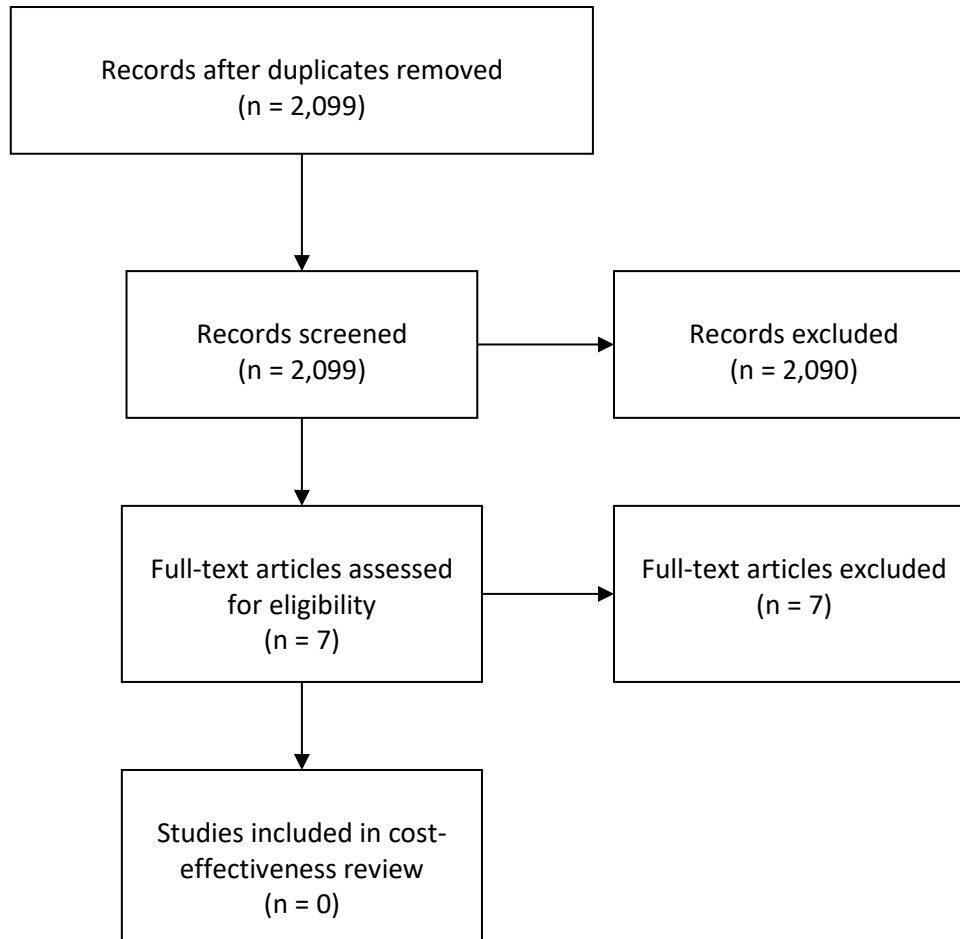 Records after duplicates removed
(n = 2,099)
Records screened
(n = 2,099)
Records excluded
(n = 2,090)
Full-text articles assessed
for eligibility
(n = 7)
Full-text articles excluded
(n = 7)
Studies included in cost-
effectiveness review
(n = 0)